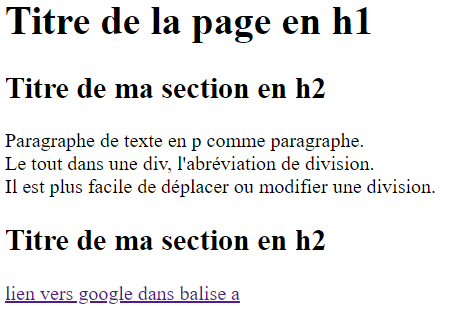 Titre de la page en h1
Titre de ma section en h2
Paragraphe de texte en p comme paragraphe.
Le tout dans une div, l'abréviation de division.
Il est plus facile de déplacer ou modifier une division.
Titre de ma section en h2
lien vers google dans balise a